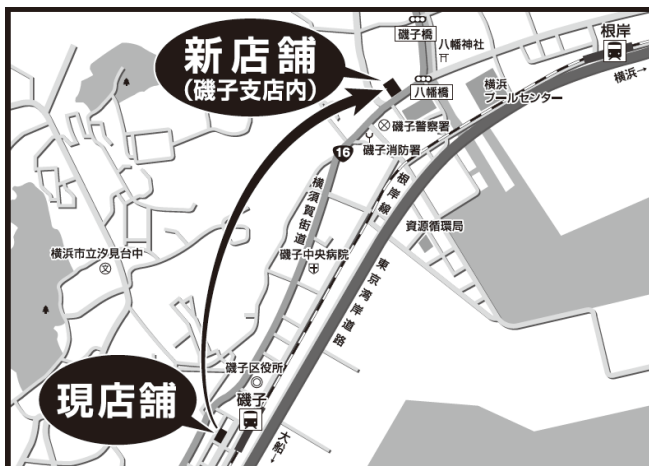 新店舗
(磯子支店内)
磯子橋
八幡神社
根岸
横浜→
八幡橋
横浜
プールセンター
磯子警察署
16
磯子消防署
根岸線
横須賀街道
資源循環局
横浜市立汐見台中
文
磯子中央病院
東京湾岸道路
磯子区役所
現店舗
磯子
大船→